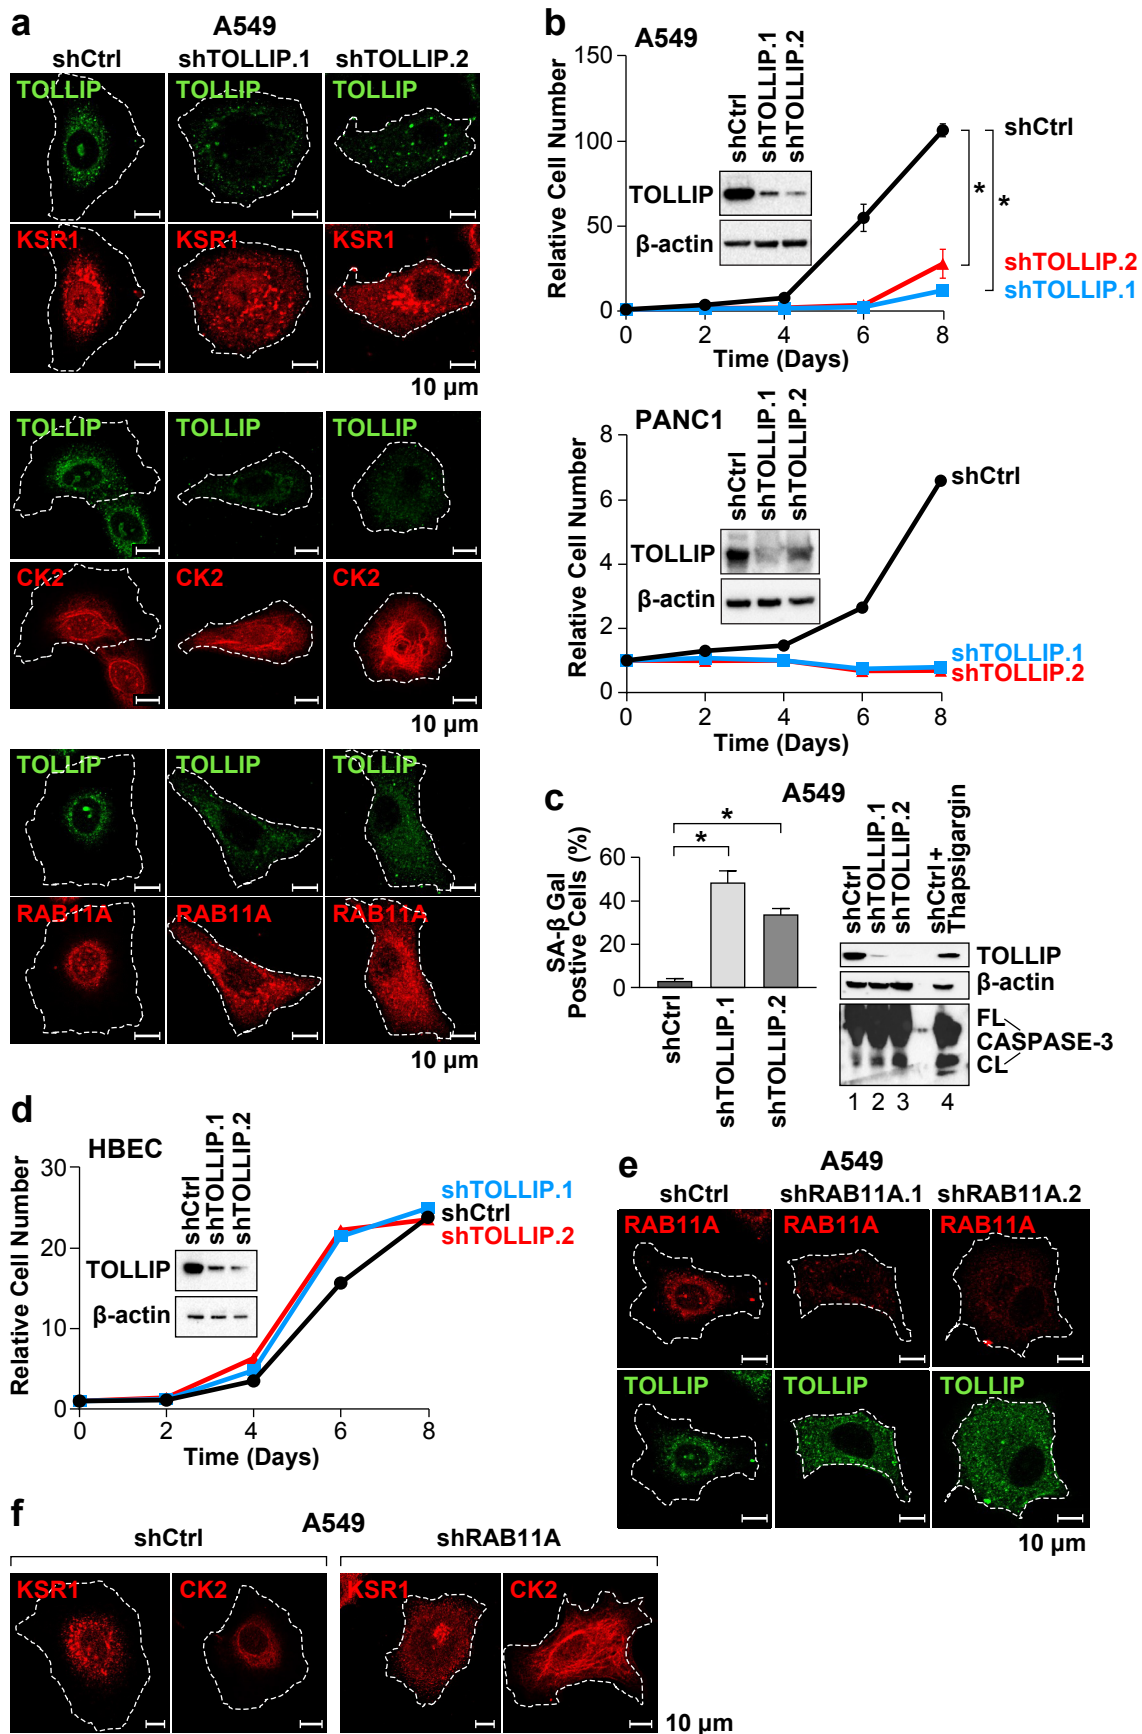 a
A549
shCtrl shTOLLIP.1 shTOLLIP.2
TOLLIP TOLLIP TOLLIP
KSR1 KSR1 KSR1
10 µm
TOLLIP TOLLIP TOLLIP
CK2 CK2 CK2
10 µm
TOLLIP TOLLIP TOLLIP
RAB11A RAB11A RAB11A
10 µm
b
A549
Relative Cell Number
150
100
50
0
0 2 4 6 8
Time (Days)
shCtrl
shTOLLIP.1
shTOLLIP.2
TOLLIP
β-actin
shCtrl
* *
shTOLLIP.2
shTOLLIP.1
PANC1
Relative Cell Number
8
6
4
2
0
0 2 4 6 8
Time (Days)
shCtrl
shTOLLIP.1
shTOLLIP.2
TOLLIP
β-actin
shCtrl
shTOLLIP.1
shTOLLIP.2
c
A549
SA-β Gal
Postive Cells (%)
60
40
20
0
*
*
shCtrl
shTOLLIP.1
shTOLLIP.2
shCtrl
shTOLLIP.1
shTOLLIP.2
shCtrl+
Thapsigargin
TOLLIP
β-actin
FL
CASPASE-3
CL
1 2 3 4
d
HBEC
Relative Cell Number
30
20
10
0
0 2 4 6 8
Time (Days)
shCtrl
shTOLLIP.1
shTOLLIP.2
TOLLIP
β-actin
shTOLLIP.1
shCtrl
shTOLLIP.2
e
A549
shCtrl shRAB11A.1 shRAB11A.2
RAB11A RAB11A RAB11A
TOLLIP TOLLIP TOLLIP
10 µm
f
A549
shCtrl shRAB11A
KSR1 CK2 KSR1 CK2
10 µm